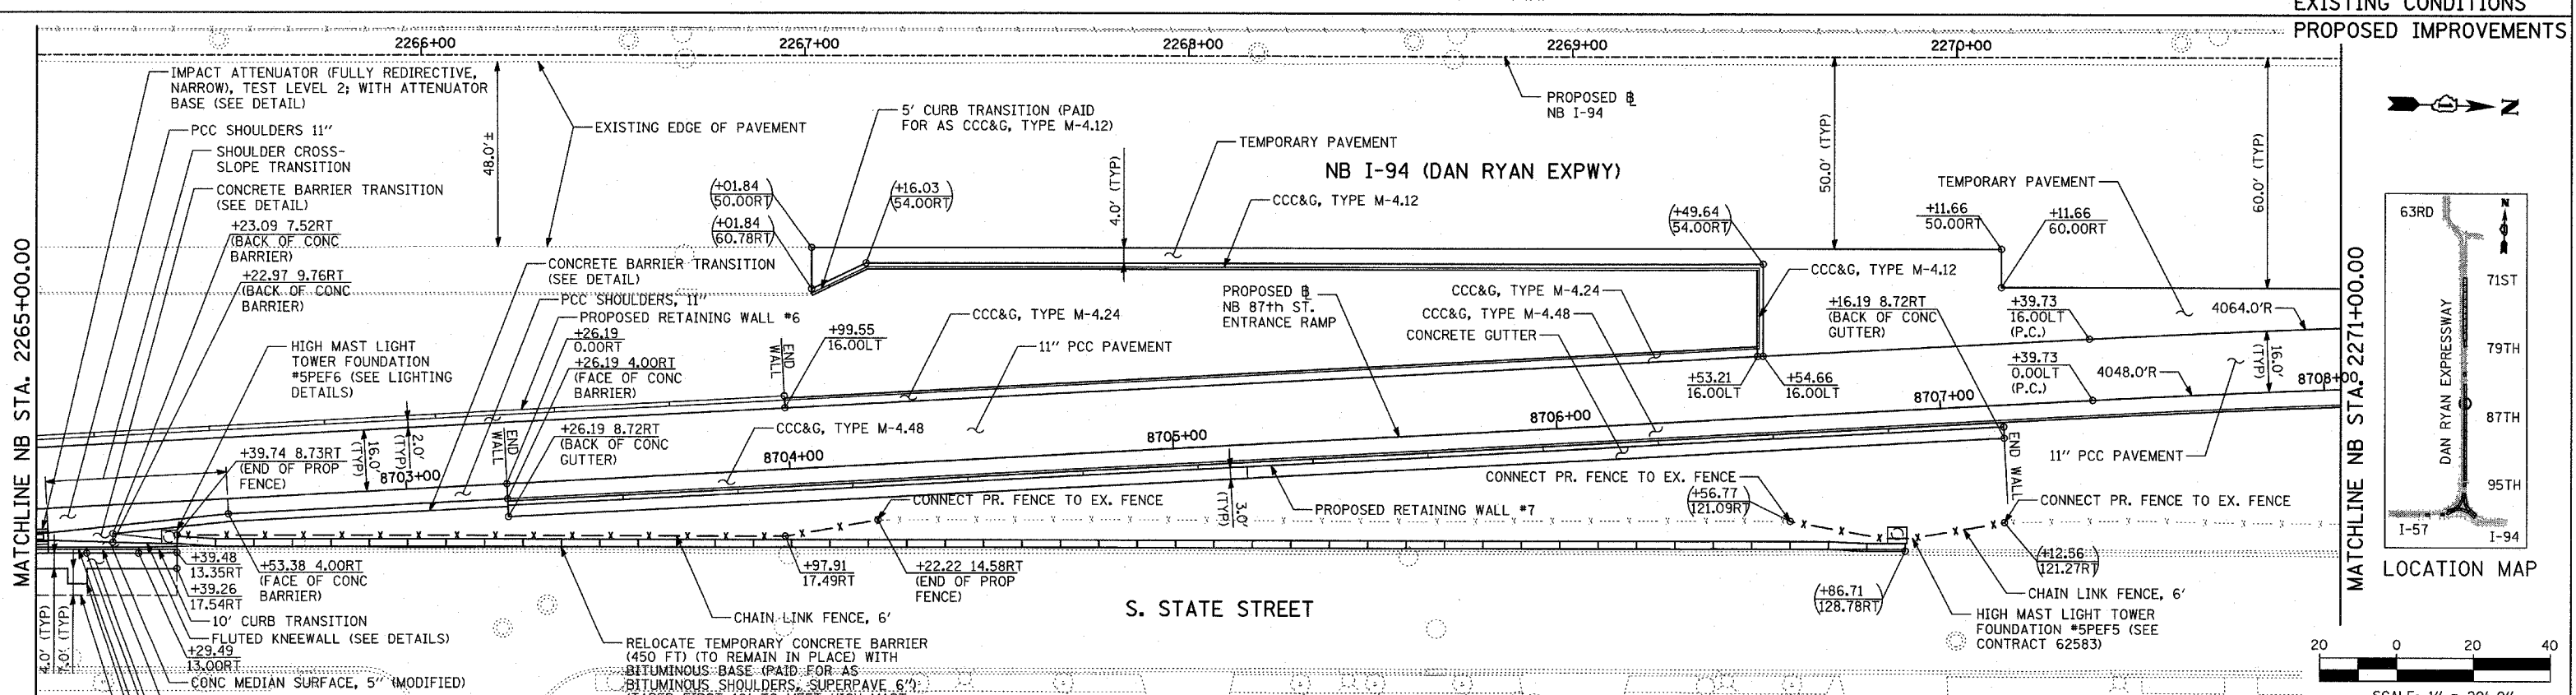 EXISTING CONDITIONS
PROPOSED IMPROVEMENTS
2266+00
2267+00
2268+00
2269+00
2270+00
MATCHLINE NB STA. 2265+00.00
IMPACT ATTENUATOR (FULLY REDIRECTIVE,
NARROW), TEST LEVEL 2; WITH ATTENUATOR
BASE (SEE DETAIL)
PCC SHOULDERS 11"
SHOULDER CROSS-
SLOPE TRANSITION
CONCRETE BARRIER TRANSITION
(SEE DETAIL)
+23.09 7.52RT
(BACK OF CONC
BARRIER)
+22.97 9.76RT
(BACK OF CONC
BARRIER)
HIGH MAST LIGHT
TOWER FOUNDATION
#5PEF6 (SEE LIGHTING
DETAILS)
+39.74 8.73RT
(END OF PROP
FENCE)
48.0' ±
EXISTING EDGE OF PAVEMENT
5' CURB TRANSITION (PAID
FOR AS CCC&G, TYPE M-4.12)
(+01.84
50.00RT)
(+01.84
60.78RT)
(+16.03
54.00RT)
4.0' (TYP)
TEMPORARY PAVEMENT
NB I-94 (DAN RYAN EXPWY)
CCC&G, TYPE M-4.12
PROPOSED ℄
NB I-94
50.0' (TYP)
60.0' (TYP)
(+49.64
54.00RT)
TEMPORARY PAVEMENT
+11.66
50.00RT
+11.66
60.00RT
CONCRETE BARRIER TRANSITION
(SEE DETAIL)
PCC SHOULDERS, 11"
PROPOSED RETAINING WALL #6
+26.19
0.00RT
+26.19 4.00RT
(FACE OF CONC
BARRIER)
+26.19 8.72RT
(BACK OF CONC
GUTTER)
END
WALL
+99.55
16.00LT
CCC&G, TYPE M-4.24
11" PCC PAVEMENT
CCC&G, TYPE M-4.48
PROPOSED ℄
NB 87th ST.
ENTRANCE RAMP
CCC&G, TYPE M-4.24
CCC&G, TYPE M-4.48
CONCRETE GUTTER
CCC&G, TYPE M-4.12
+16.19 8.72RT
(BACK OF CONC
GUTTER)
+39.73
16.00LT
(P.C.)
4064.0'R
+39.73
0.00LT
(P.C.)
4048.0'R
16.0'
(TYP)
+53.21
16.00LT
+54.66
16.00LT
16.0'
(TYP)
2.0'
(TYP)
END
WALL
8703+00
8704+00
8705+00
8706+00
8707+00
8708+00
11" PCC PAVEMENT
END WALL
CONNECT PR. FENCE TO EX. FENCE
3.0'
(TYP)
PROPOSED RETAINING WALL #7
CONNECT PR. FENCE TO EX. FENCE
(+56.77
121.09RT)
CONNECT PR. FENCE TO EX. FENCE
(+12.56
121.27RT)
+39.48
13.35RT
+39.26
17.54RT
+53.38 4.00RT
(FACE OF CONC
BARRIER)
10' CURB TRANSITION
FLUTED KNEEWALL (SEE DETAILS)
+29.49
13.00RT
CONC MEDIAN SURFACE, 5" (MODIFIED)
4.0' (TYP)
(TYP)
+97.91
17.49RT
+22.22 14.58RT
(END OF PROP
FENCE)
CHAIN LINK FENCE, 6'
RELOCATE TEMPORARY CONCRETE BARRIER
(450 FT) (TO REMAIN IN PLACE) WITH
BITUMINOUS BASE (PAID FOR AS
BITUMINOUS SHOULDERS, SUPERPAVE 6")
S. STATE STREET
(+86.71
128.78RT)
CHAIN LINK FENCE, 6'
HIGH MAST LIGHT TOWER
FOUNDATION #5PEF5 (SEE
CONTRACT 62583)
MATCHLINE NB STA. 22271+00.00
N
N
63RD
71ST
79TH
87TH
95TH
DAN RYAN EXPRESSWAY
I-57
I-94
LOCATION MAP
20 0 20 40
SCALE: 1" = 20'-0"